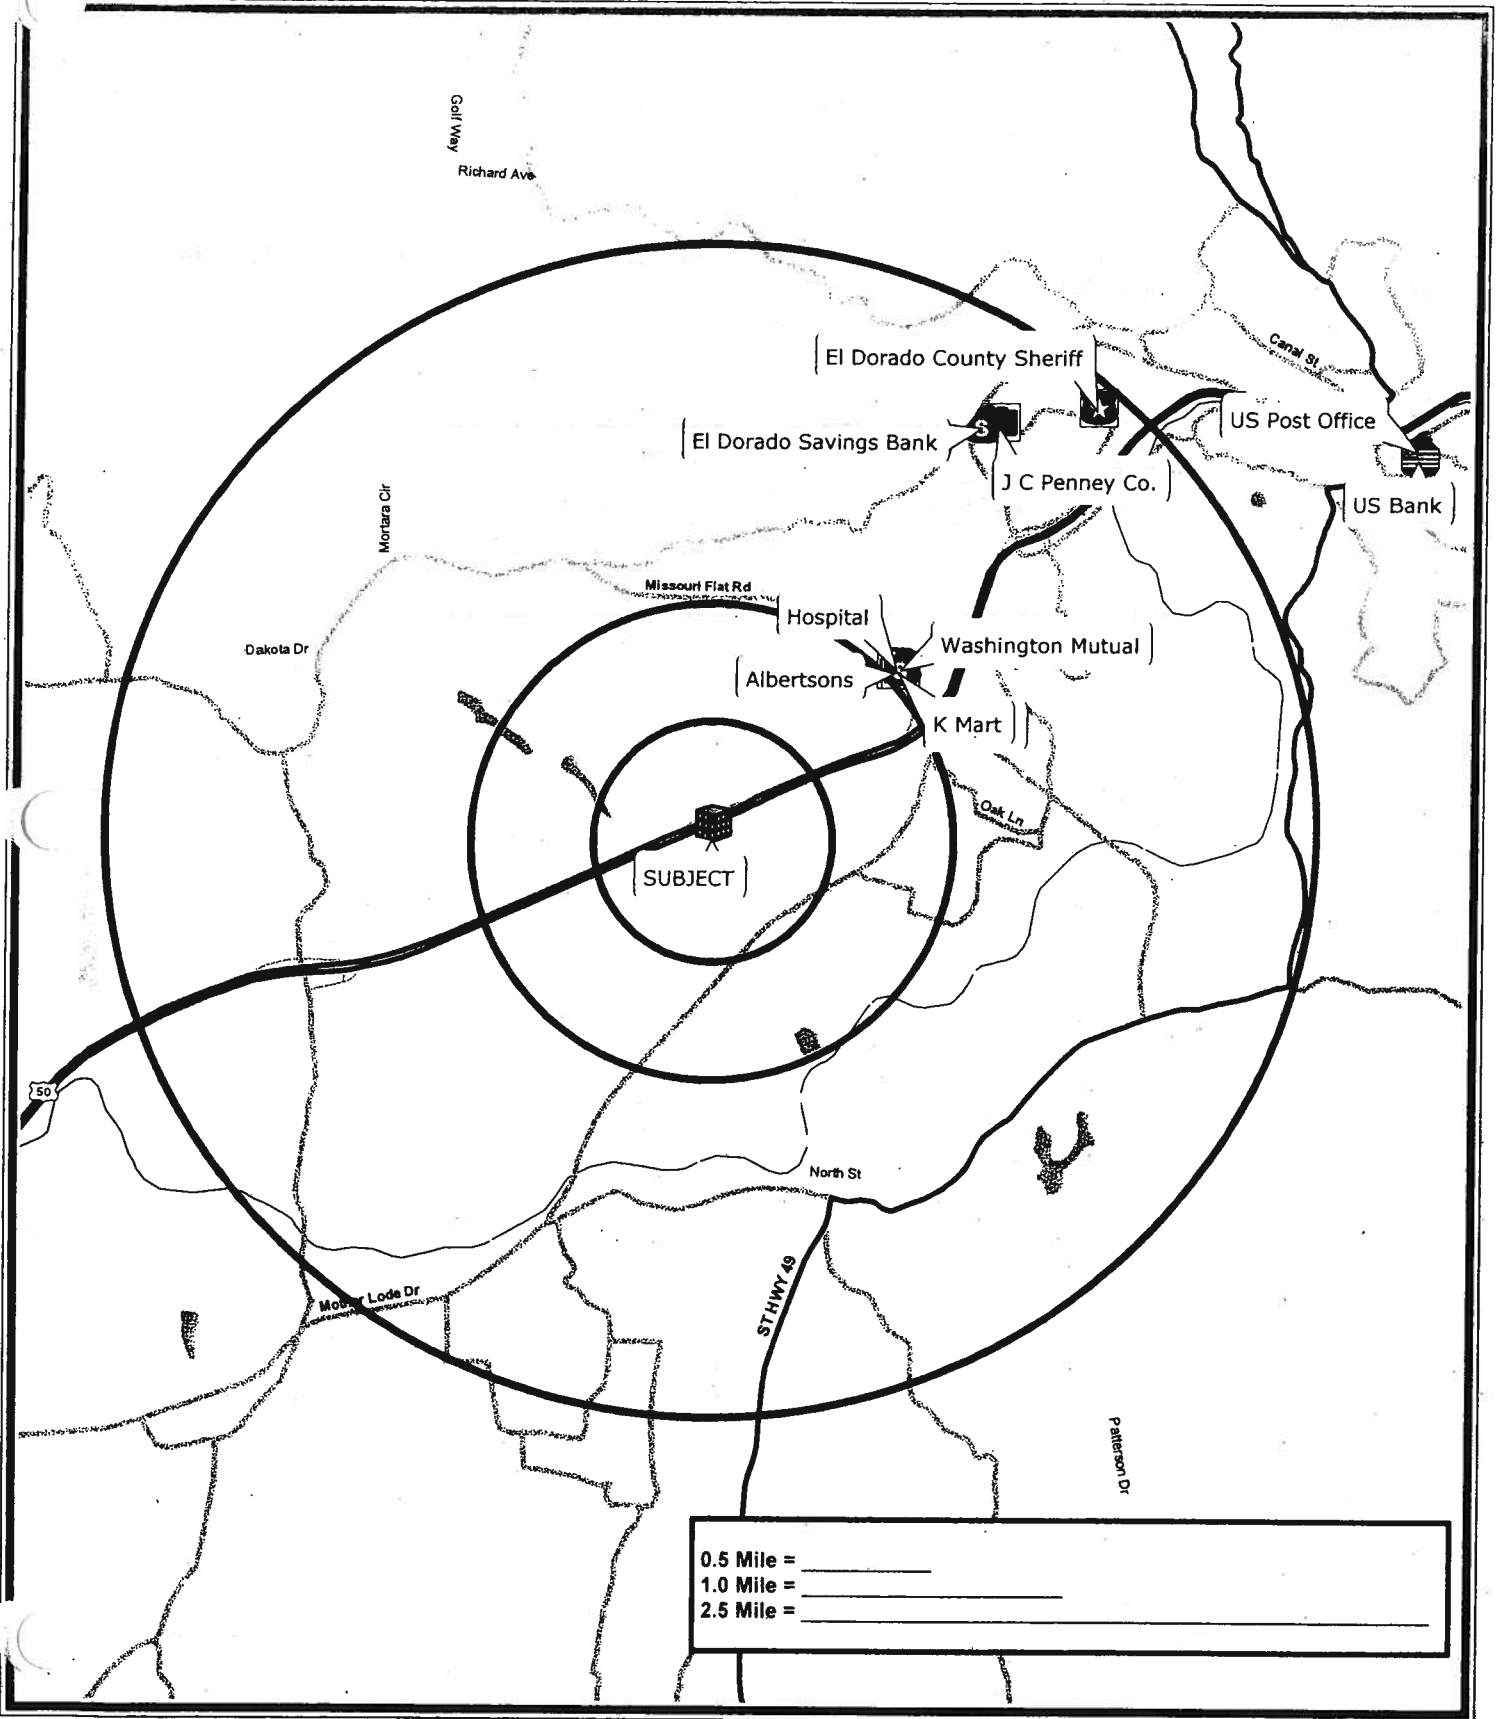 Golf Way
Richard Ave
Canal St
El Dorado County Sheriff
US Post Office
El Dorado Savings Bank
J C Penney Co.
US Bank
Mortara Cir
Missouri Flat Rd
Hospital
Washington Mutual
Dakota Dr
Albertsons
K Mart
Oak Ln
SUBJECT
50
North St
ST HWY 49
Mother Lode Dr
Patterson Dr
0.5 Mile =
1.0 Mile =
2.5 Mile =